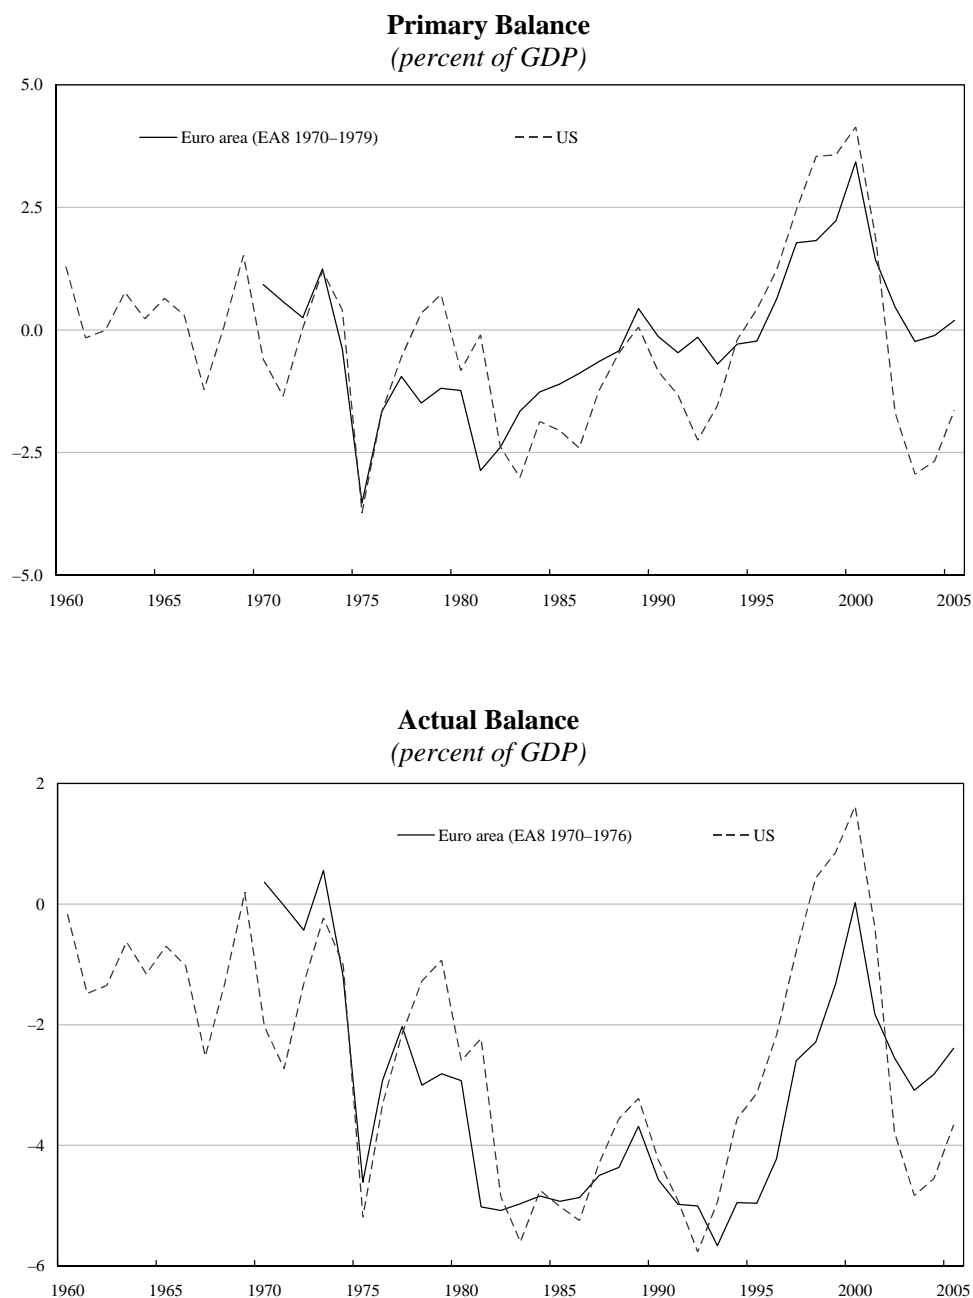 Primary Balance
(percent of GDP)
5.0
Euro area (EA8 1970–1979) US
2.5
0.0
–2.5
–5.0
1960 1965 1970 1975 1980 1985 1990 1995 2000 2005
Actual Balance
(percent of GDP)
2
Euro area (EA8 1970–1976) US
0
–2
–4
–6
1960 1965 1970 1975 1980 1985 1990 1995 2000 2005